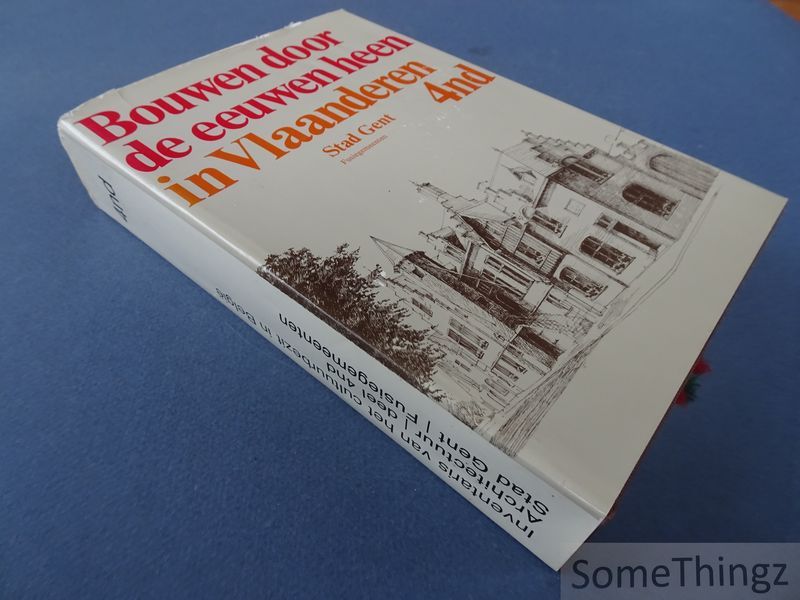 Bouwen door
de eeuwen heen
in Vlaanderen
4nd
Stad Gent
Fusiegemeenten
4nd
Inventaris van het cultuurbezit in België
Architectuur | deel 4nd
Stad Gent | Fusiegemeenten
SomeThingz